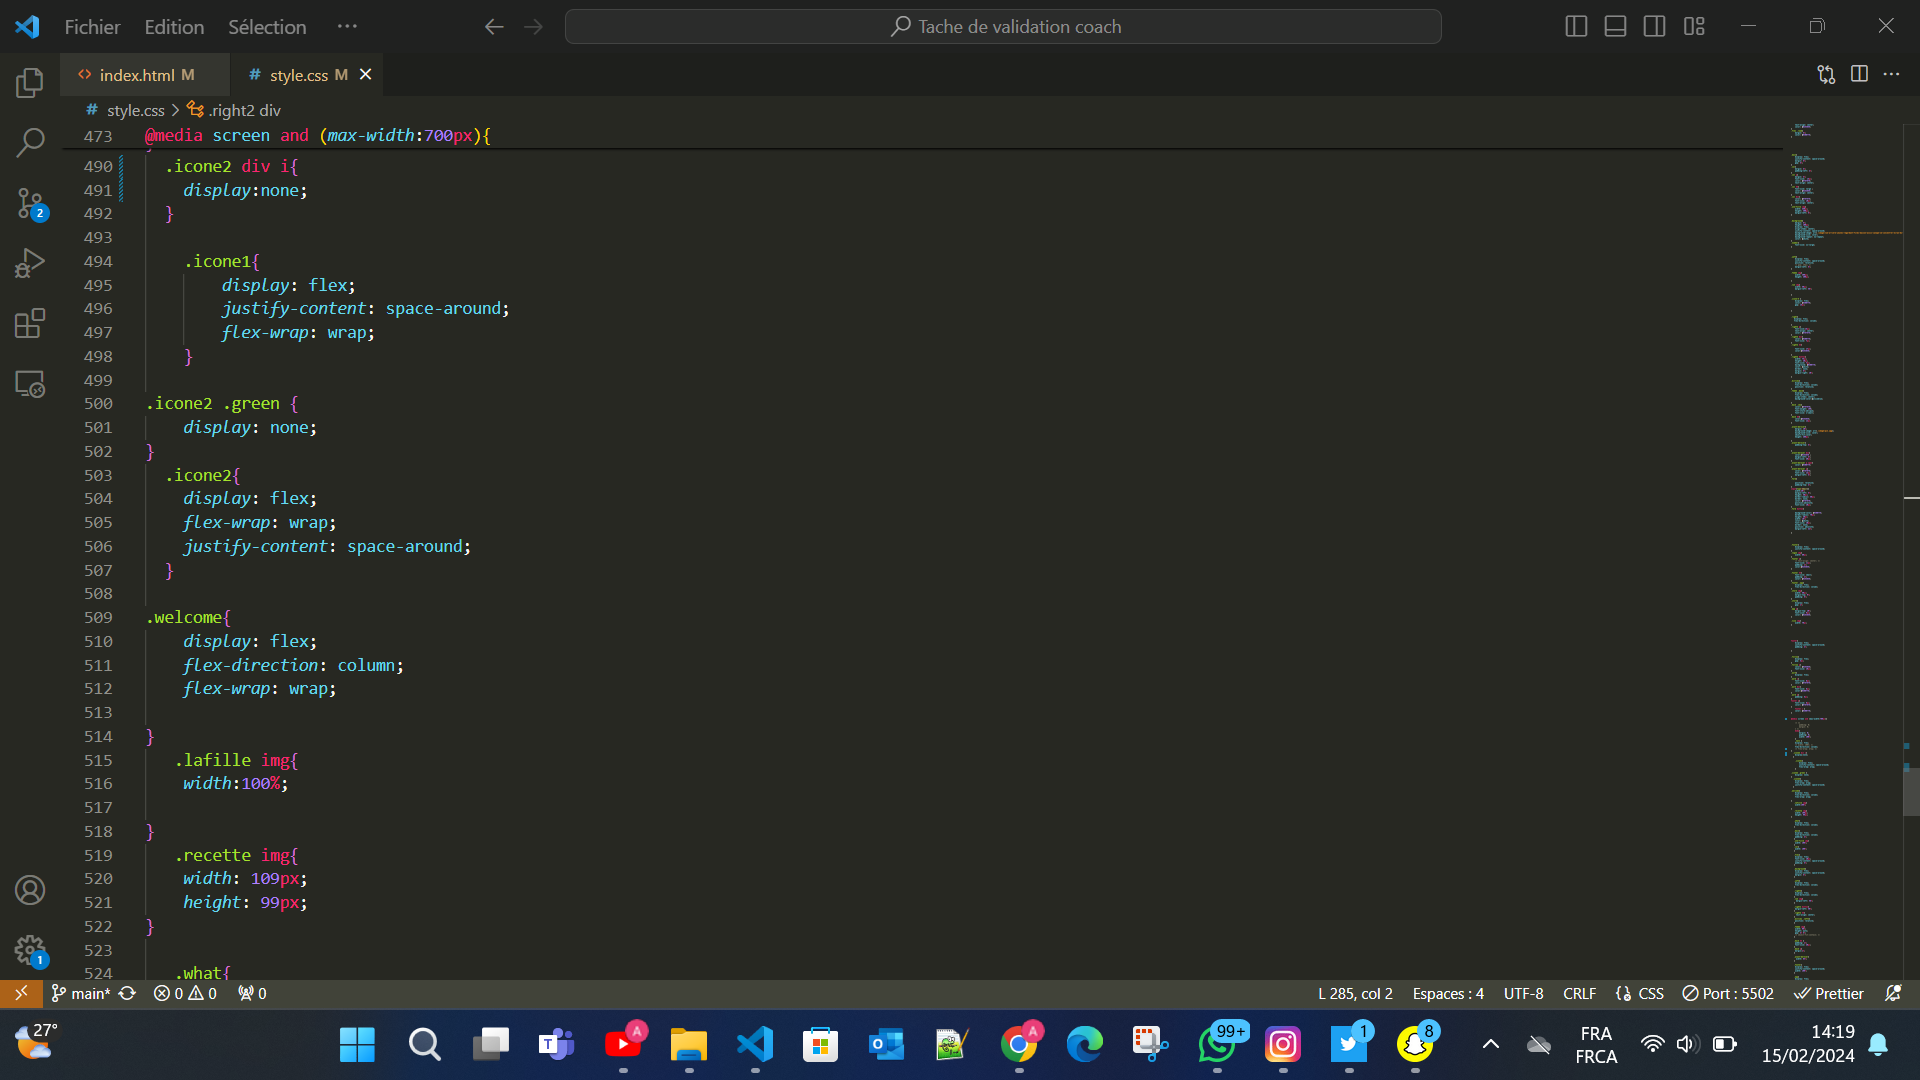 Fichier Edition Sélection ···
Tache de validation coach
index.html M
# style.css M
# style.css > .right2 div
473 @media screen and (max-width:700px){
490 .icone2 div i{
491 display:none;
492 }
493
494 .icone1{
495 display: flex;
496 justify-content: space-around;
497 flex-wrap: wrap;
498 }
499
500 .icone2 .green {
501 display: none;
502 }
503 .icone2{
504 display: flex;
505 flex-wrap: wrap;
506 justify-content: space-around;
507 }
508
509 .welcome{
510 display: flex;
511 flex-direction: column;
512 flex-wrap: wrap;
513
514 }
515 .lafille img{
516 width:100%;
517
518 }
519 .recette img{
520 width: 109px;
521 height: 99px;
522 }
523
524 .what{
2
1
main* 0 0 0
L 285, col 2 Espaces : 4 UTF-8 CRLF CSS Port : 5502 Prettier
27°
A
A
99+
1
8
FRA
FRCA
14:19
15/02/2024